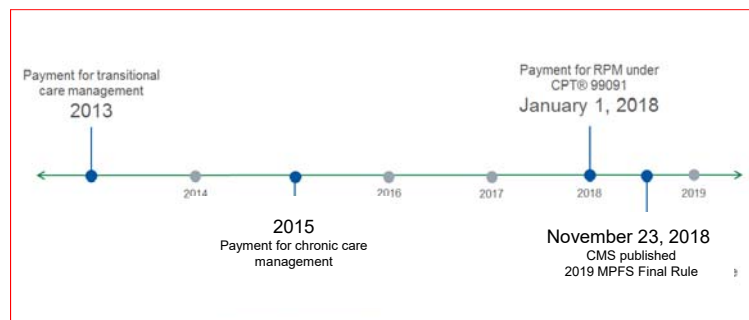 Payment for transitional
care management
2013
Payment for RPM under
CPT® 99091
January 1, 2018
2014
2016
2017
2018
2019
2015
Payment for chronic care
management
November 23, 2018
CMS published
2019 MPFS Final Rule